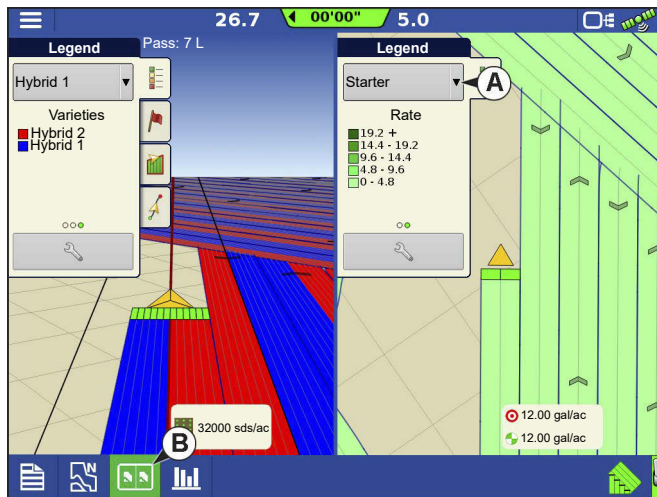 26.7 00'00" 5.0
Legend
Pass: 7 L
Hybrid 1
Varieties
Hybrid 2
Hybrid 1
32000 sds/ac
B
Legend
Starter
A
Rate
19.2 +
14.4 - 19.2
9.6 - 14.4
4.8 - 9.6
0 - 4.8
12.00 gal/ac
12.00 gal/ac
N